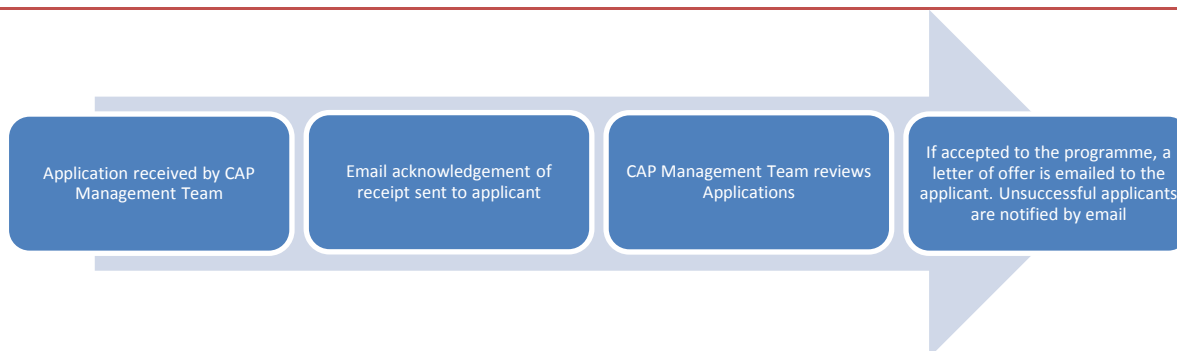 Application received by CAP
Management Team
Email acknowledgement of
receipt sent to applicant
CAP Management Team reviews
Applications
If accepted to the programme, a
letter of offer is emailed to the
applicant. Unsuccessful applicants
are notified by email